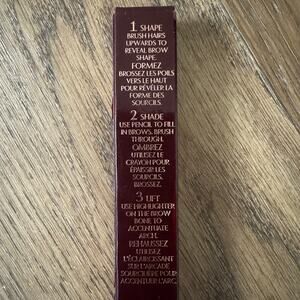 1 SHAPE
BRUSH HAIRS
UPWARDS TO
REVEAL BROW
SHAPE.
FORMEZ
BROSSEZ LES POILS
VERS LE HAUT
POUR RÉVÉLER LA
FORME DES
SOURCILS.
2 SHADE
USE PENCIL TO FILL
IN BROWS. BRUSH
THROUGH.
OMBREZ
UTILISEZ LE
CRAYON POUR
ÉPAISSIR LES
SOURCILS,
BROSSEZ.
3 LIFT
USE HIGHLIGHTER
ON THE BROW
BONE TO
ACCENTUATE
ARCH.
REHAUSSEZ
UTILISEZ
L'ÉCLAIRCISSANT
SUR L'ARCADE
SOURCILIÈRE POUR
ACCENTUER L'ARC.